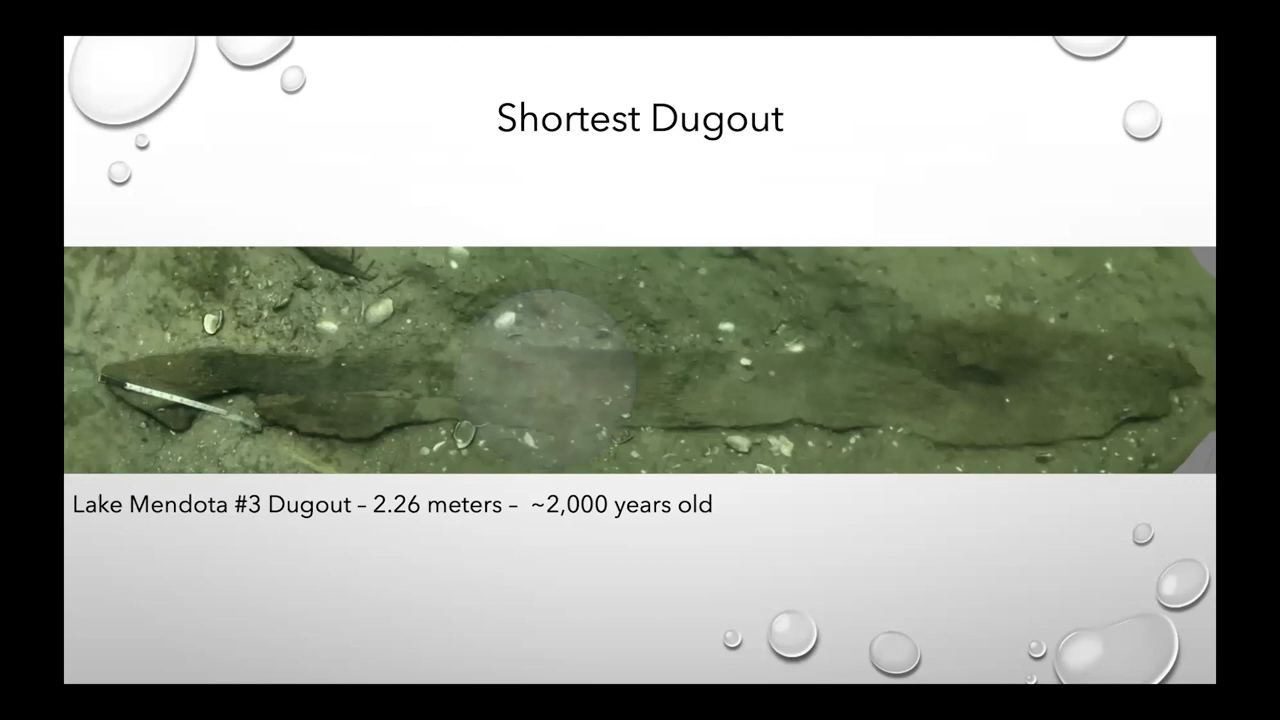 Shortest Dugout
Lake Mendota #3 Dugout – 2.26 meters –  ~2,000 years old